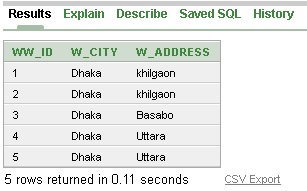 Results Explain Describe Saved SQL History
WW_ID W_CITY W_ADDRESS
1 Dhaka khilgaon
2 Dhaka khilgaon
3 Dhaka Basabo
4 Dhaka Uttara
5 Dhaka Uttara
5 rows returned in 0.11 seconds CSV Export